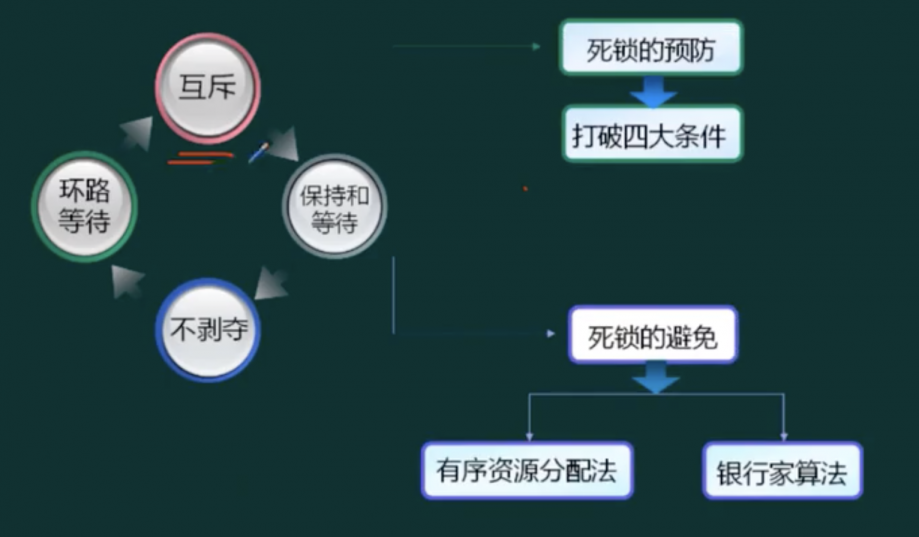 互斥
死锁的预防
打破四大条件
环路
等待
保持和
等待
不剥夺
死锁的避免
有序资源分配法
银行家算法